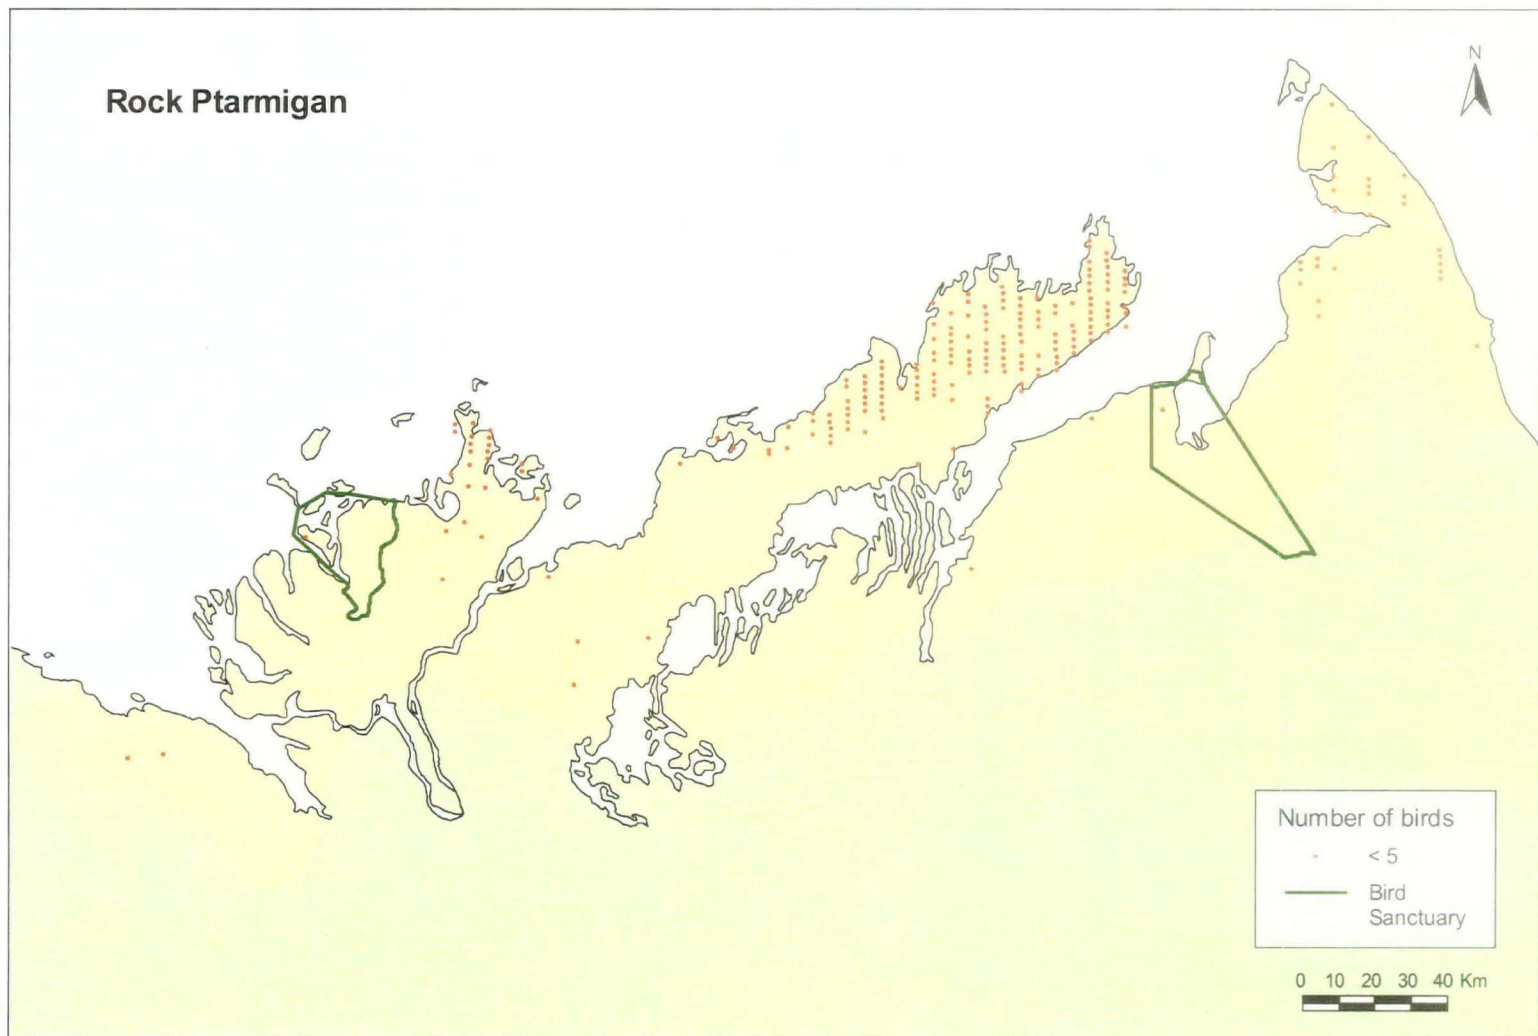 Rock Ptarmigan
N
Number of birds
< 5
Bird
Sanctuary
0 10 20 30 40 Km